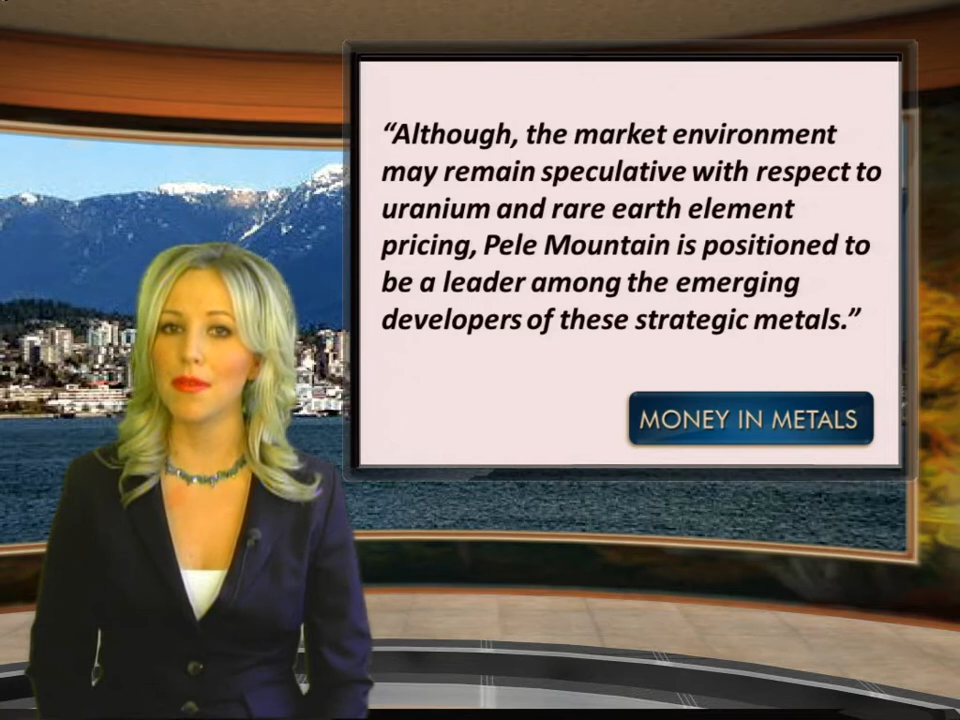 “Although, the market environment
may remain speculative with respect to
uranium and rare earth element
pricing, Pele Mountain is positioned to
be a leader among the emerging
developers of these strategic metals.”
MONEY IN METALS